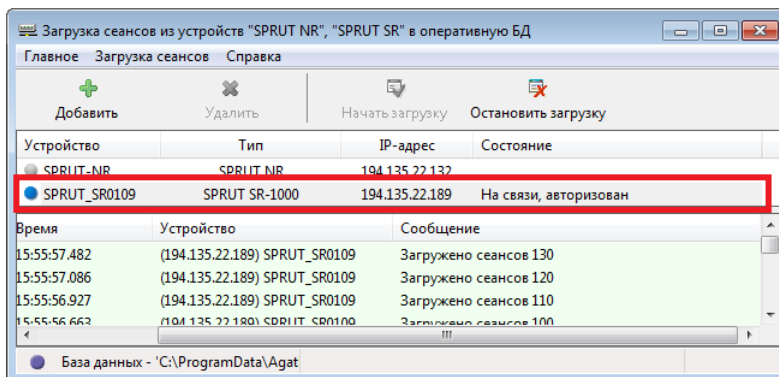 Загрузка сеансов из устройств "SPRUT NR", "SPRUT SR" в оперативную БД
Главное Загрузка сеансов Справка
Добавить Удалить Начать загрузку Остановить загрузку
Устройство Тип IP-адрес Состояние
SPRUT-NR SPRUT NR 194.135.22.132
SPRUT_SR0109 SPRUT SR-1000 194.135.22.189 На связи, авторизован
Время Устройство Сообщение
15:55:57.482 (194.135.22.189) SPRUT_SR0109 Загружено сеансов 130
15:55:57.086 (194.135.22.189) SPRUT_SR0109 Загружено сеансов 120
15:55:56.927 (194.135.22.189) SPRUT_SR0109 Загружено сеансов 110
15:55:56.663 (194.135.22.189) SPRUT_SR0109 Загружено сеансов 100
База данных - 'C:\ProgramData\Agat